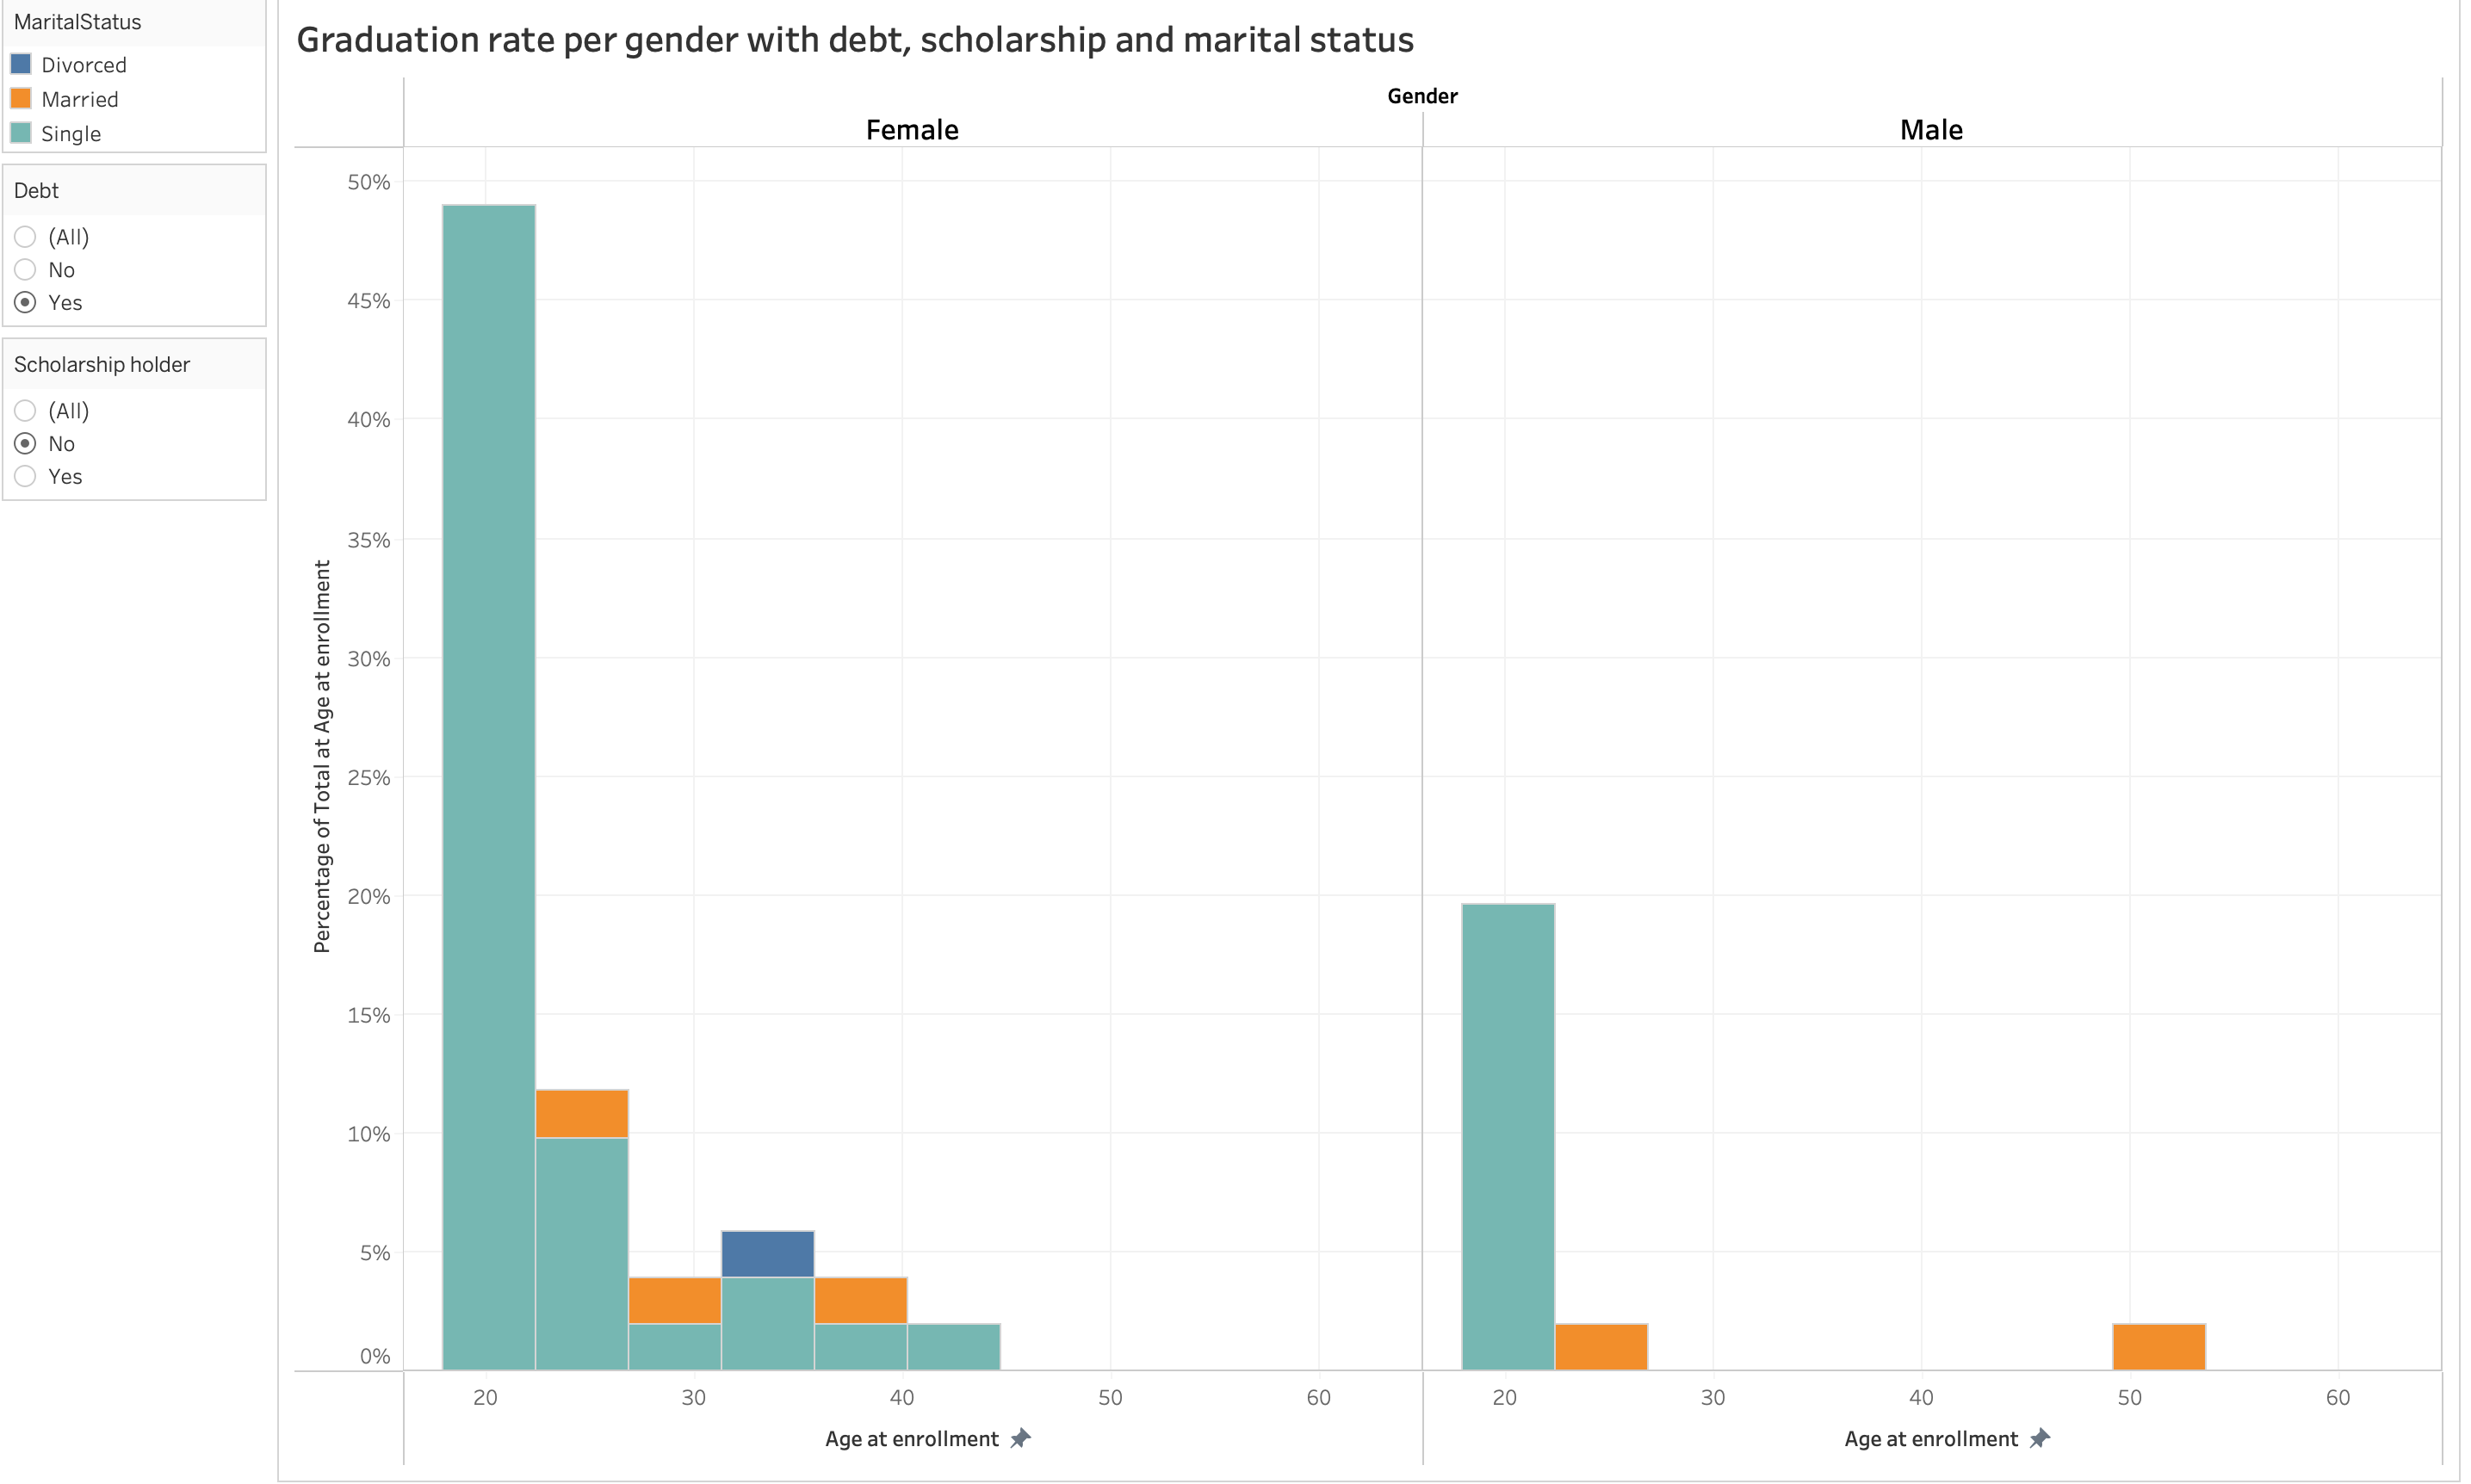 MaritalStatus
Divorced
Married
Single
Debt
(All)
No
Yes
Scholarship holder
(All)
No
Yes
Graduation rate per gender with debt, scholarship and marital status
Gender
Female
Male
Percentage of Total at Age at enrollment
50%
45%
40%
35%
30%
25%
20%
15%
10%
5%
0%
20 30 40 50 60
20 30 40 50 60
Age at enrollment
Age at enrollment